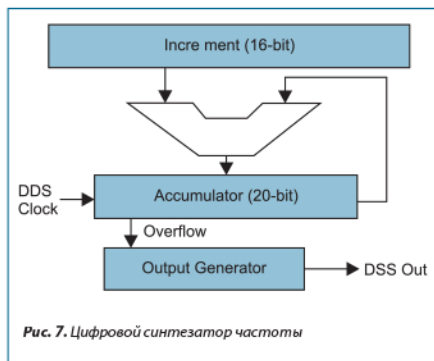 Incre ment (16-bit)
DDS
Clock
Accumulator (20-bit)
Overflow
Output Generator
DSS Out
Рис. 7. Цифровой синтезатор частоты